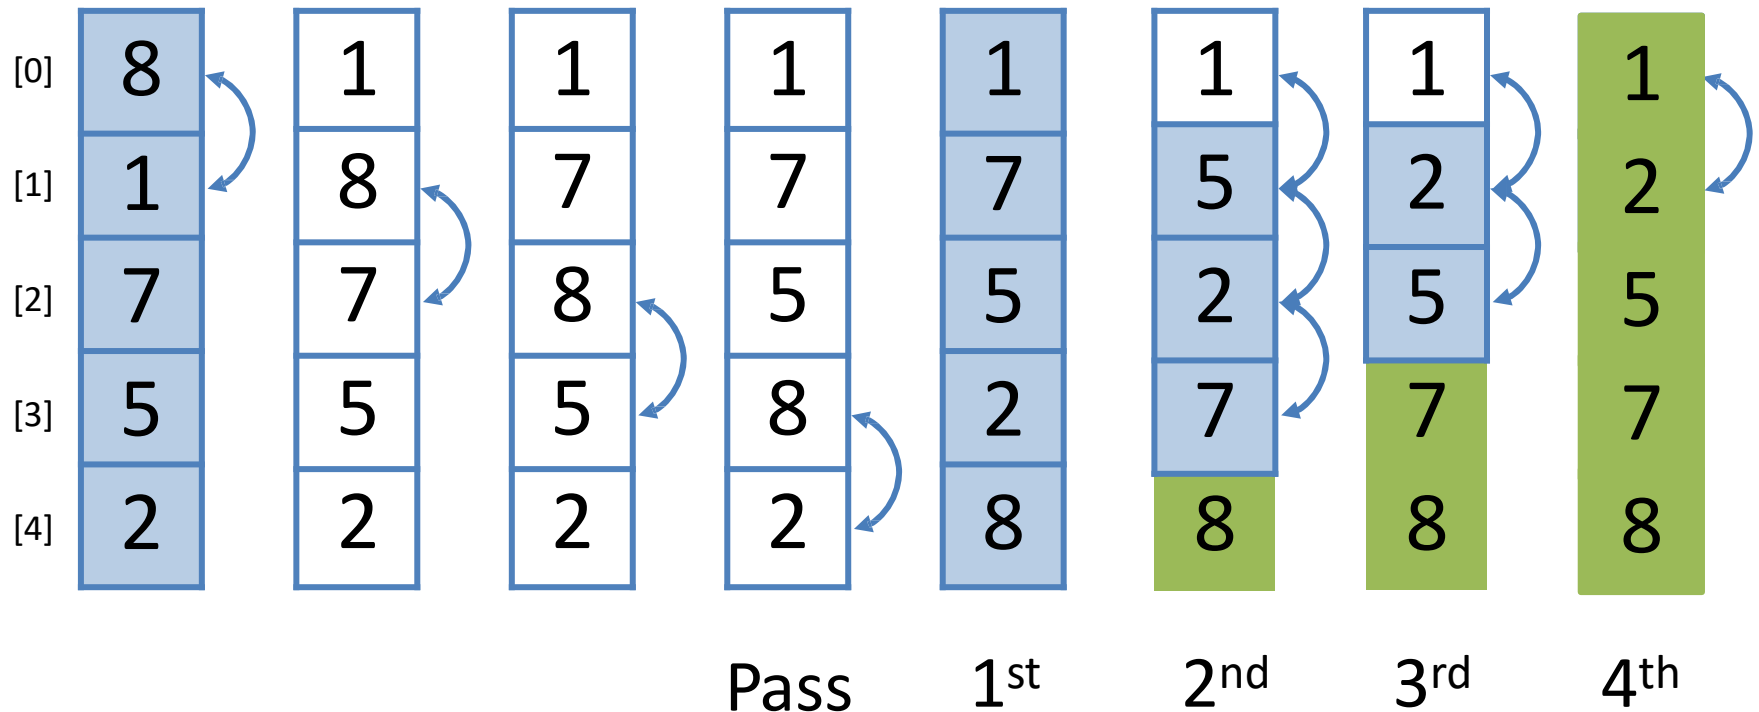 [0] 8 1 1 1 1 1 1 1
[1] 1 8 7 7 7 5 2 2
[2] 7 7 8 5 5 2 5 5
[3] 5 5 5 8 2 7 7 7
[4] 2 2 2 2 8 8 8 8
Pass 1st 2nd 3rd 4th